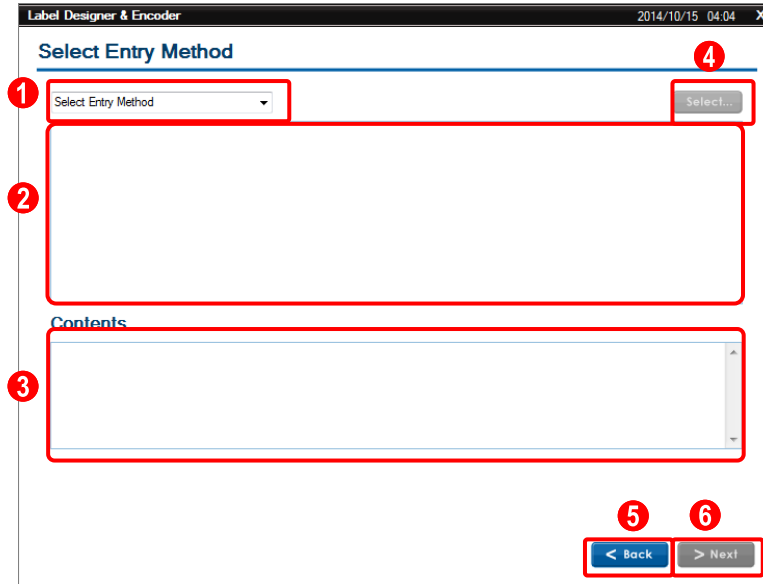 Label Designer & Encoder 2014/10/15 04:04 X
Select Entry Method
4
1 Select Entry Method Select...
2
Contents
3
5 6
< Back > Next